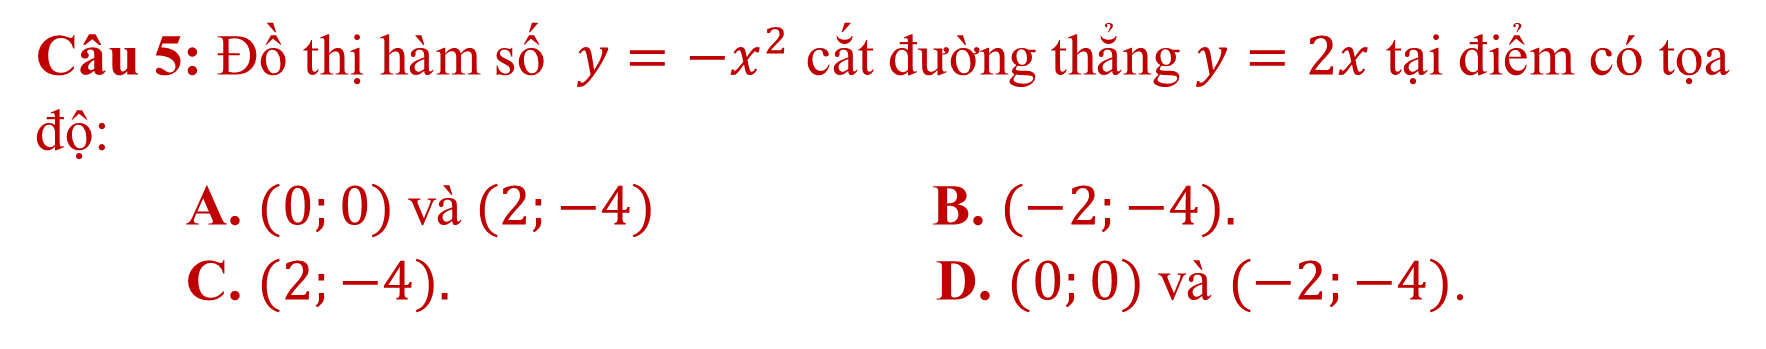 Câu 5: Đồ thị hàm số y = −x² cắt đường thẳng y = 2x tại điểm có tọa
độ:
A. (0; 0) và (2; −4) B. (−2; −4).
C. (2; −4). D. (0; 0) và (−2; −4).